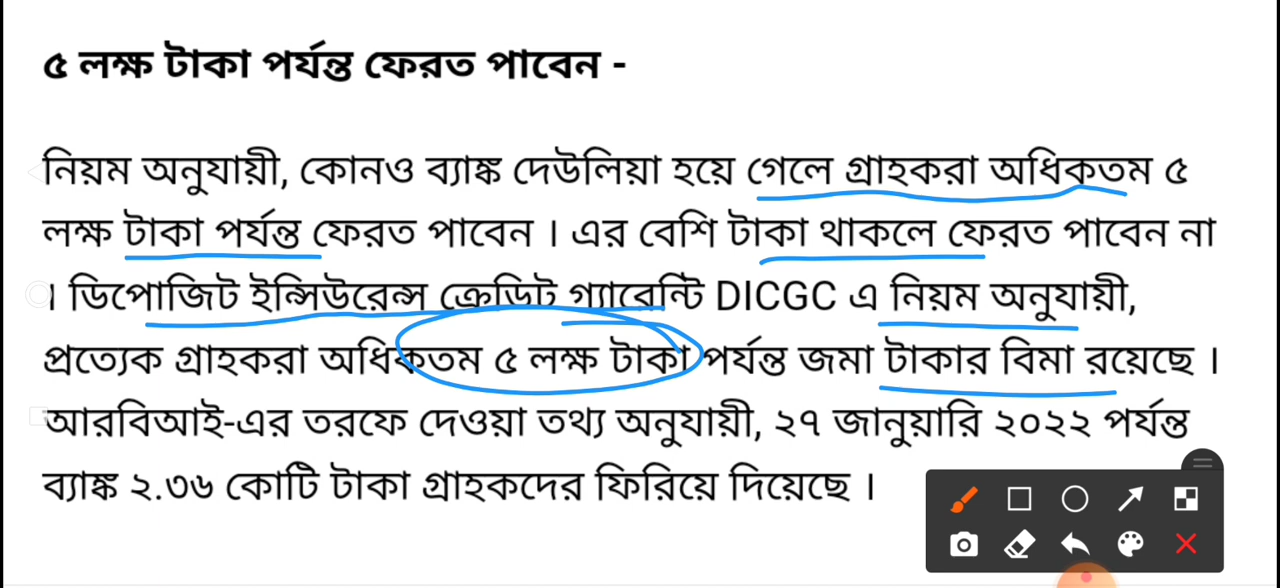 ৫ লক্ষ টাকা পর্যন্ত ফেরত পাবেন -
নিয়ম অনুযায়ী, কোনও ব্যাঙ্ক দেউলিয়া হয়ে গেলে গ্রাহকরা অধিকতম ৫
লক্ষ টাকা পর্যন্ত ফেরত পাবেন । এর বেশি টাকা থাকলে ফেরত পাবেন না
। ডিপোজিট ইন্সিউরেন্স ক্রেডিট গ্যারেন্টি DICGC এ নিয়ম অনুযায়ী,
প্রত্যেক গ্রাহকরা অধিকতম ৫ লক্ষ টাকা পর্যন্ত জমা টাকার বিমা রয়েছে ।
আরবিআই-এর তরফে দেওয়া তথ্য অনুযায়ী, ২৭ জানুয়ারি ২০২২ পর্যন্ত
ব্যাঙ্ক ২.৩৬ কোটি টাকা গ্রাহকদের ফিরিয়ে দিয়েছে ।